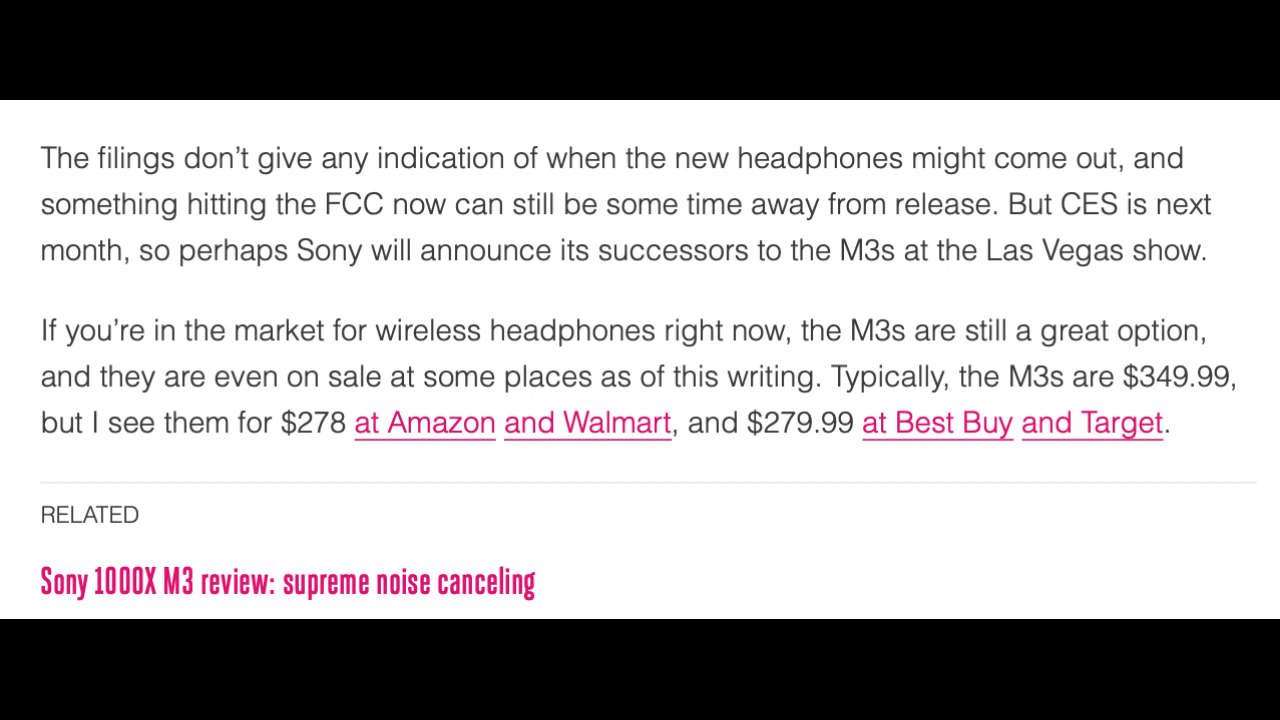 The filings don’t give any indication of when the new headphones might come out, and
something hitting the FCC now can still be some time away from release. But CES is next
month, so perhaps Sony will announce its successors to the M3s at the Las Vegas show.
If you’re in the market for wireless headphones right now, the M3s are still a great option,
and they are even on sale at some places as of this writing. Typically, the M3s are $349.99,
but I see them for $278 at Amazon and Walmart, and $279.99 at Best Buy and Target.
RELATED
Sony 1000X M3 review: supreme noise canceling